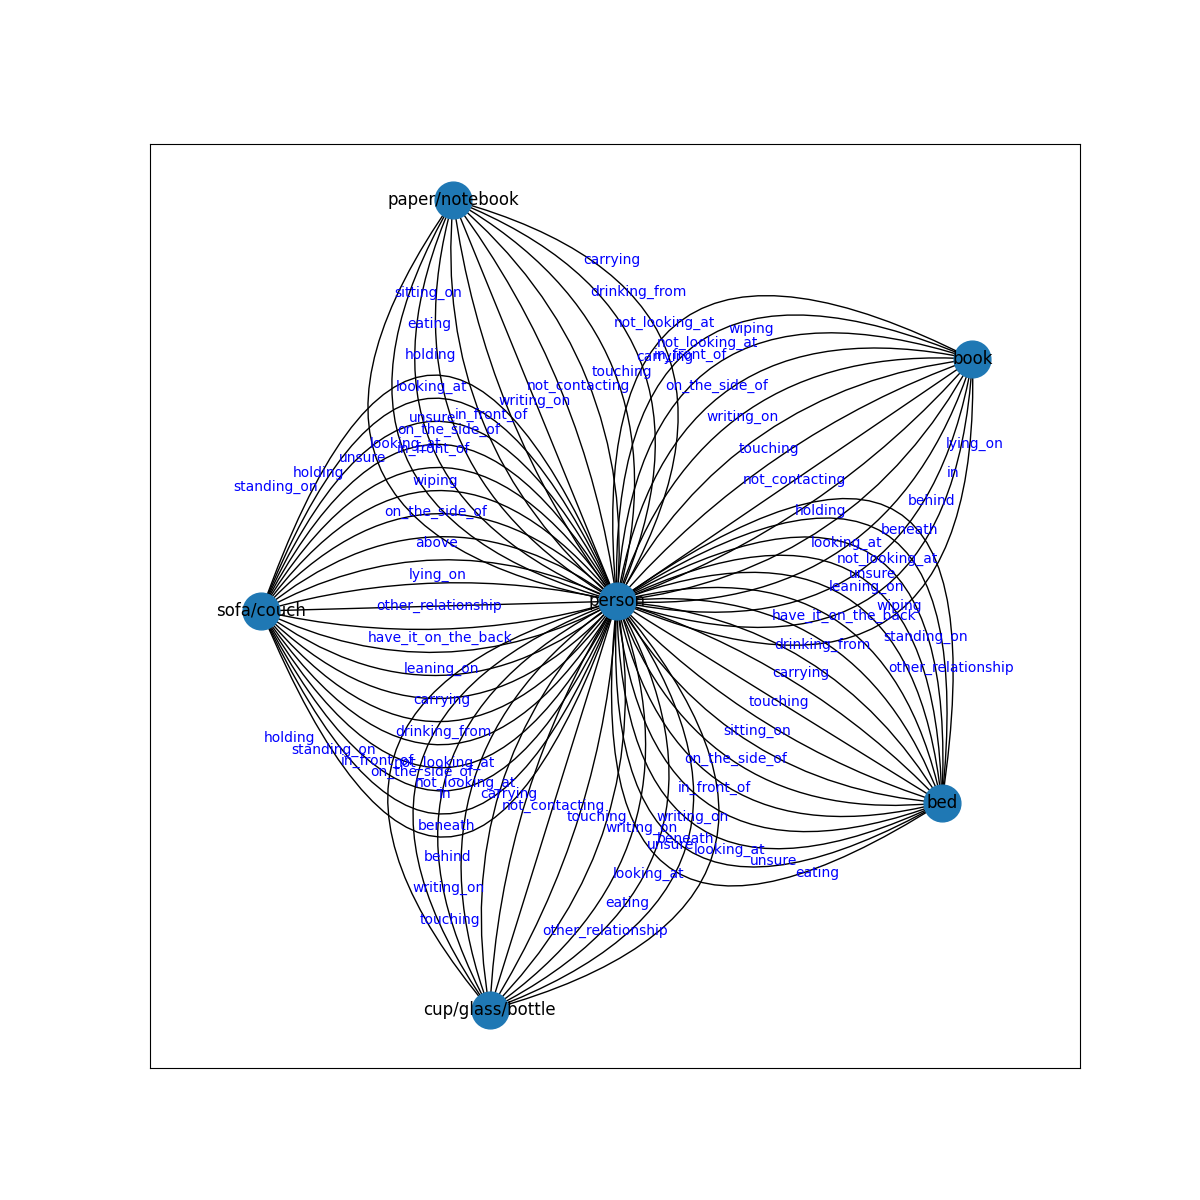 paper/notebook
carrying
drinking_from
sitting_on
not_looking_at
eating
wiping
not_looking_at
holding
in_front_of
carrying
book
touching
looking_at
not_contacting
on_the_side_of
writing_on
in_front_of
unsure
writing_on
on_the_side_of
looking_at
in_front_of
lying_on
touching
unsure
holding
in
not_contacting
wiping
standing_on
behind
on_the_side_of
holding
beneath
above
looking_at
not_looking_at
lying_on
unsure
leaning_on
person
other_relationship
wiping
sofa/couch
have_it_on_the_back
standing_on
have_it_on_the_back
drinking_from
leaning_on
other_relationship
carrying
carrying
touching
drinking_from
sitting_on
holding
standing_on
in_front_of
not_looking_at
on_the_side_of
on_the_side_of
not_looking_at
in_front_of
in
carrying
bed
not_contacting
touching
writing_on
beneath
writing_on
beneath
unsure
looking_at
behind
unsure
looking_at
eating
writing_on
eating
touching
other_relationship
cup/glass/bottle